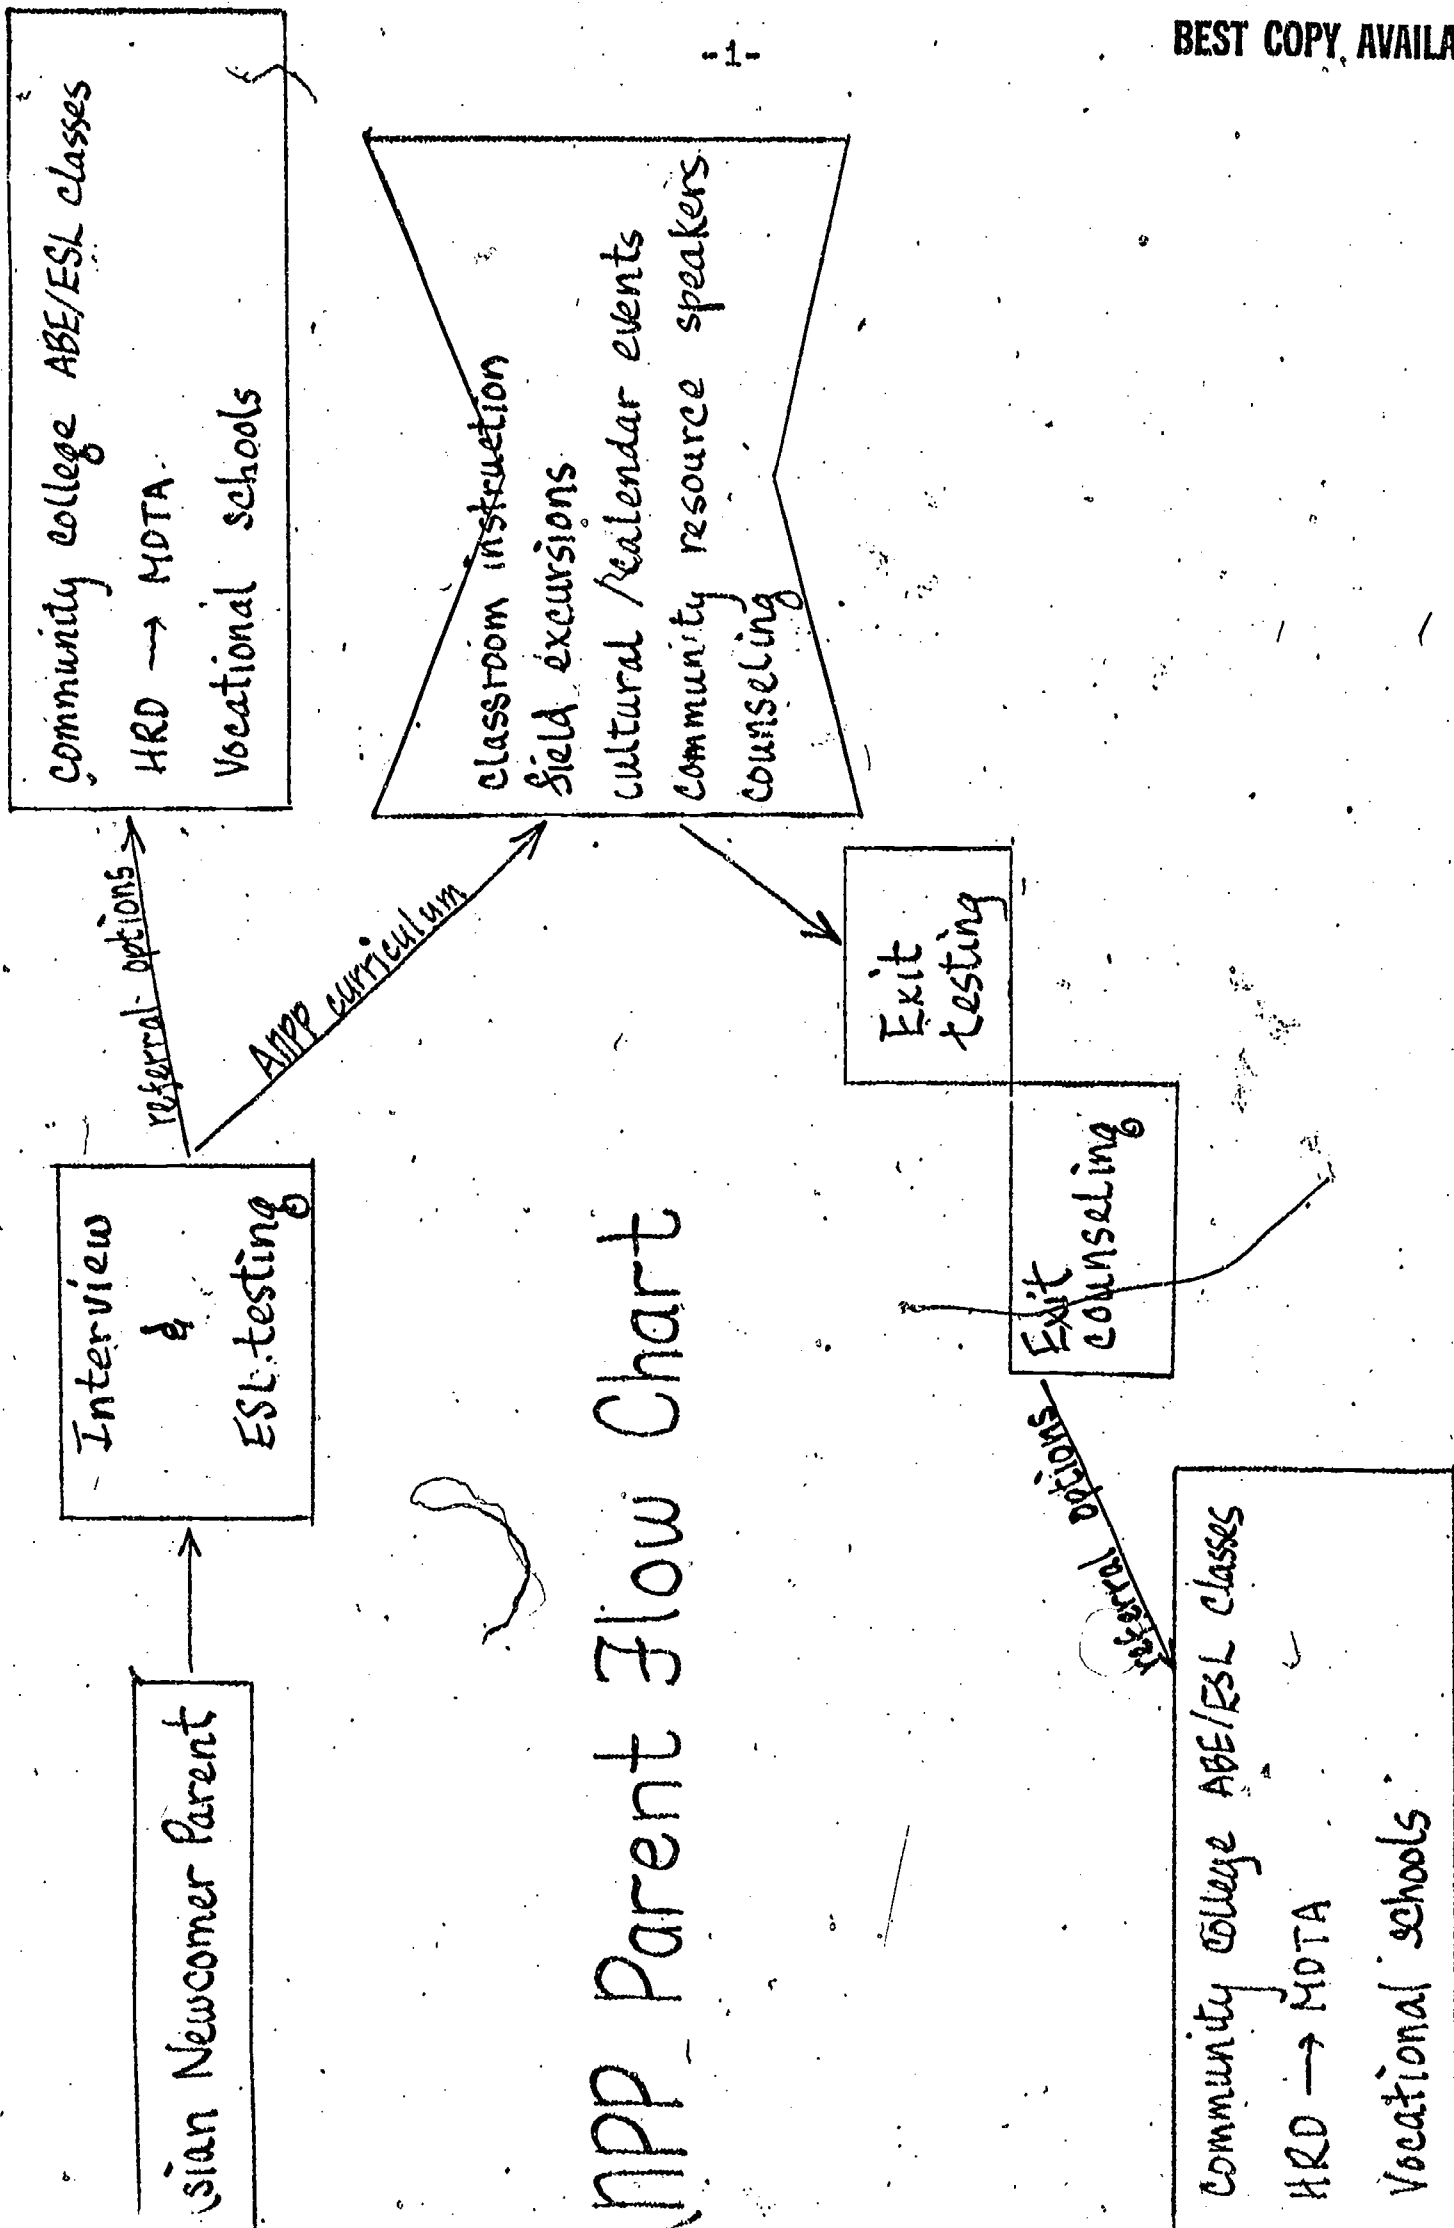 -1-
BEST COPY AVAILA
sian Newcomer Parent
Interview
&
ESL testing
referral options
Community college ABE/ESL classes
HRD → MDTA
Vocational schools
ANPP curriculum
classroom instruction
field excursions
cultural / calendar events
community resource speakers
counseling
NPP Parent Flow Chart
Exit
testing
Exit
counseling
referral options
Community college ABE/ESL classes
HRD → MDTA
Vocational schools